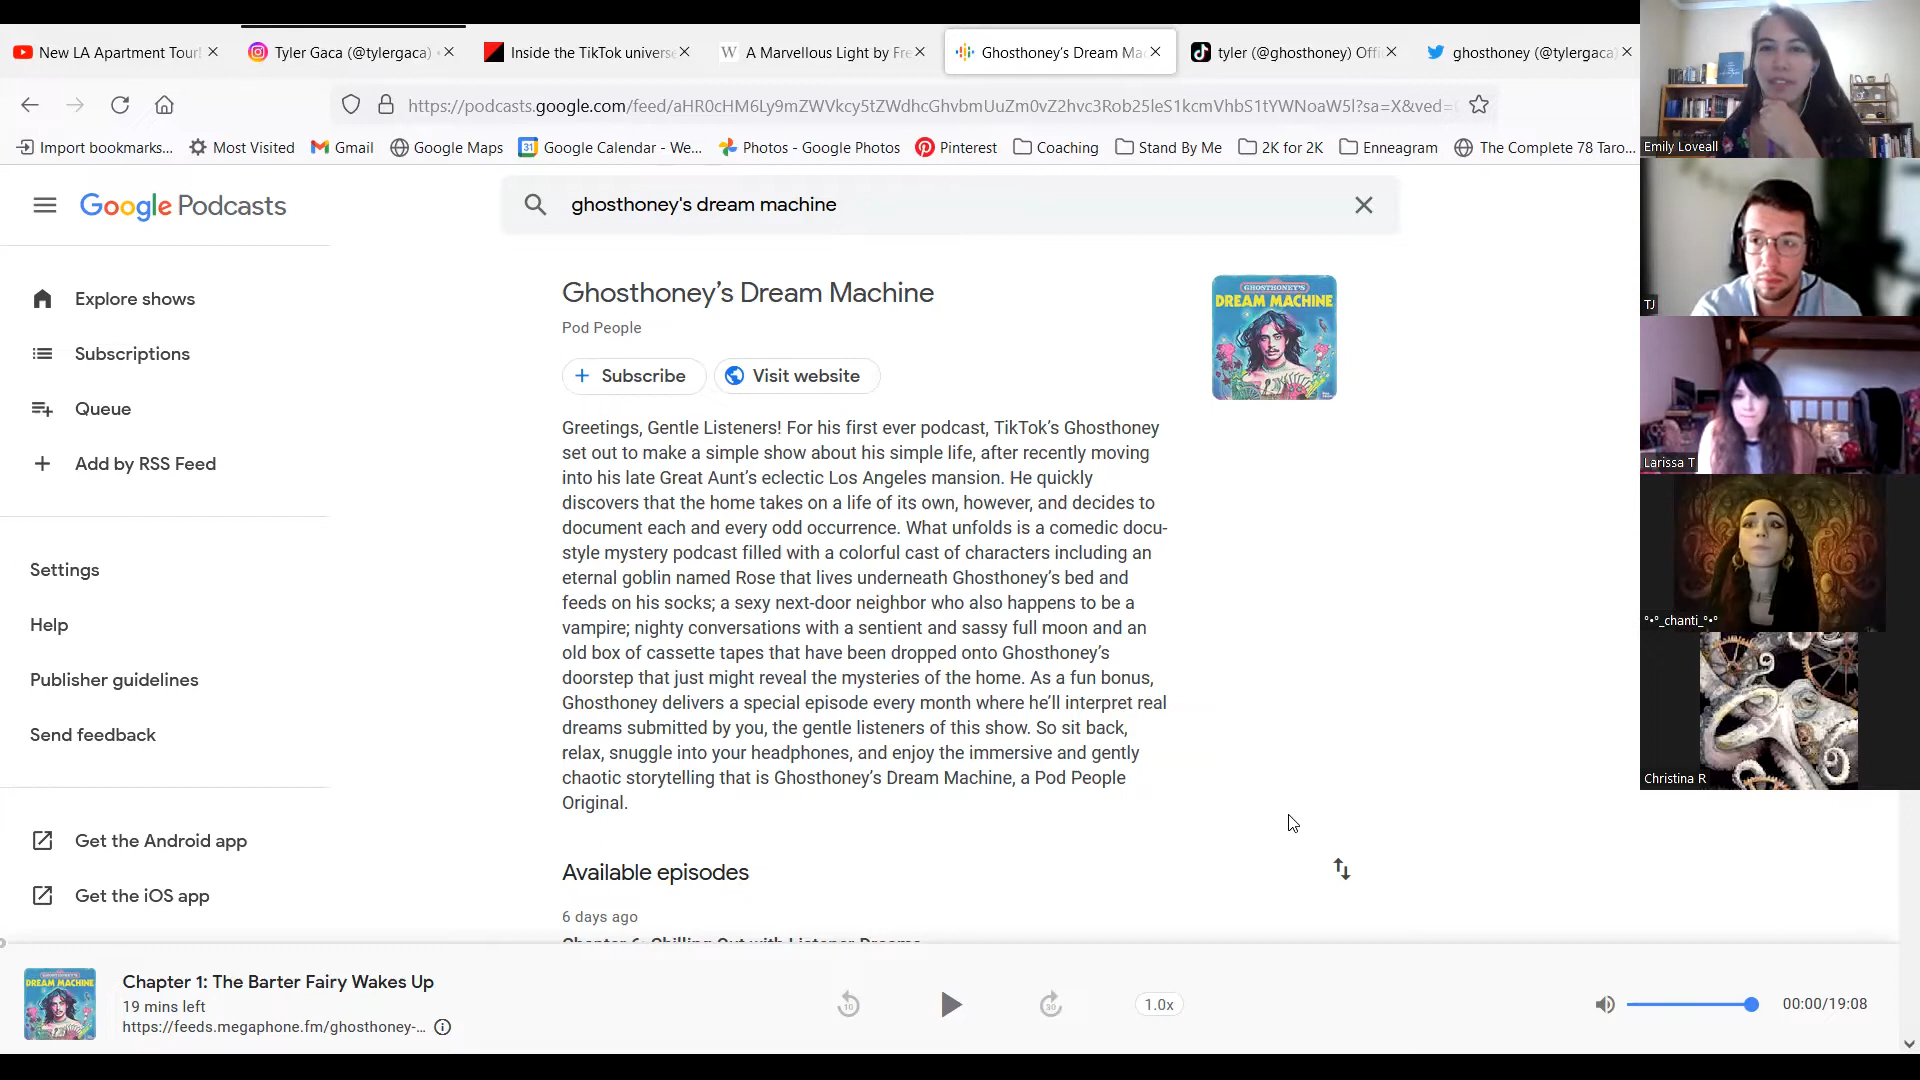 New LA Apartment Tour!
Tyler Gaca (@tylergaca)
Inside the TikTok universe
A Marvellous Light by Fre
Ghosthoney's Dream Mac
tyler (@ghosthoney) Offi
ghosthoney (@tylergaca)
Import bookmarks...
Most Visited
Gmail
Google Maps
31 Google Calendar - We...
Photos - Google Photos
Pinterest
Coaching
Stand By Me
2K for 2K
Enneagram
The Complete 78 Taro...
Google Podcasts
ghosthoney's dream machine
Explore shows
Subscriptions
Queue
Add by RSS Feed
Settings
Help
Publisher guidelines
Send feedback
Get the Android app
Get the iOS app
Ghosthoney’s Dream Machine
Pod People
Subscribe
Visit website
GHOSTHONEY'S
DREAM MACHINE
Greetings, Gentle Listeners! For his first ever podcast, TikTok’s Ghosthoney
set out to make a simple show about his simple life, after recently moving
into his late Great Aunt’s eclectic Los Angeles mansion. He quickly
discovers that the home takes on a life of its own, however, and decides to
document each and every odd occurrence. What unfolds is a comedic docu-
style mystery podcast filled with a colorful cast of characters including an
eternal goblin named Rose that lives underneath Ghosthoney’s bed and
feeds on his socks; a sexy next-door neighbor who also happens to be a
vampire; nighty conversations with a sentient and sassy full moon and an
old box of cassette tapes that have been dropped onto Ghosthoney’s
doorstep that just might reveal the mysteries of the home. As a fun bonus,
Ghosthoney delivers a special episode every month where he’ll interpret real
dreams submitted by you, the gentle listeners of this show. So sit back,
relax, snuggle into your headphones, and enjoy the immersive and gently
chaotic storytelling that is Ghosthoney’s Dream Machine, a Pod People
Original.
Available episodes
6 days ago
Chapter 6: Chilling Out with Listener Dreams
GHOSTHONEY'S
DREAM MACHINE
Chapter 1: The Barter Fairy Wakes Up
19 mins left
https://feeds.megaphone.fm/ghosthoney-...
10
30
1.0x
00:00/19:08
Emily Loveall
TJ
Larissa T
°•°_chanti_°•°
Christina R